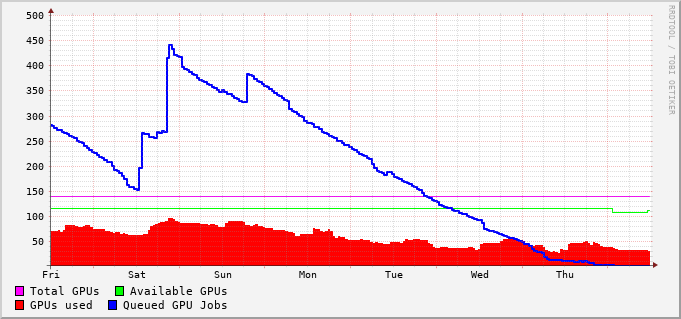 500
450
400
350
300
250
200
150
100
50
Fri Sat Sun Mon Tue Wed Thu
Total GPUs Available GPUs
GPUs used Queued GPU Jobs
RRDTOOL / TOBI OETIKER